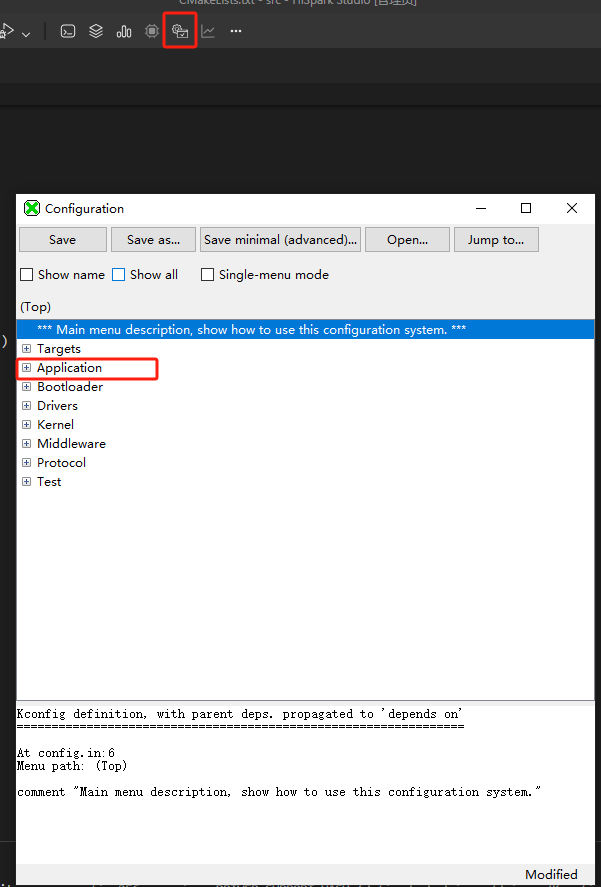 CMakeLists.txt - src - HiSpark Studio [管理员]
Configuration
Save
Save as...
Save minimal (advanced)...
Open...
Jump to...
Show name
Show all
Single-menu mode
(Top)
*** Main menu description, show how to use this configuration system. ***
Targets
Application
Bootloader
Drivers
Kernel
Middleware
Protocol
Test
)
Kconfig definition, with parent deps. propagated to 'depends on'
================================================================
At config.in:6
Menu path: (Top)
comment "Main menu description, show how to use this configuration system."
Modified